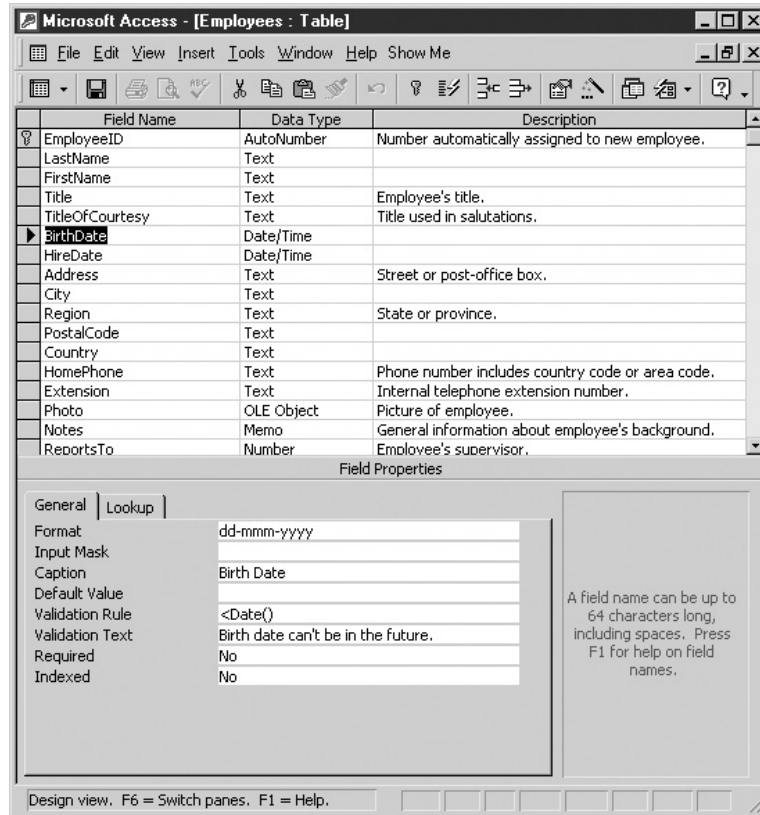 Microsoft Access - [Employees : Table]
File Edit View Insert Tools Window Help Show Me
ABC
Field Name Data Type Description
EmployeeID AutoNumber Number automatically assigned to new employee.
LastName Text
FirstName Text
Title Text Employee's title.
TitleOfCourtesy Text Title used in salutations.
BirthDate Date/Time
HireDate Date/Time
Address Text Street or post-office box.
City Text
Region Text State or province.
PostalCode Text
Country Text
HomePhone Text Phone number includes country code or area code.
Extension Text Internal telephone extension number.
Photo OLE Object Picture of employee.
Notes Memo General information about employee's background.
ReportsTo Number Employee's supervisor.
Field Properties
General Lookup
Format dd-mmm-yyyy
Input Mask
Caption Birth Date
Default Value
Validation Rule <Date()
Validation Text Birth date can't be in the future.
Required No
Indexed No
A field name can be up to
64 characters long,
including spaces. Press
F1 for help on field
names.
Design view. F6 = Switch panes. F1 = Help.